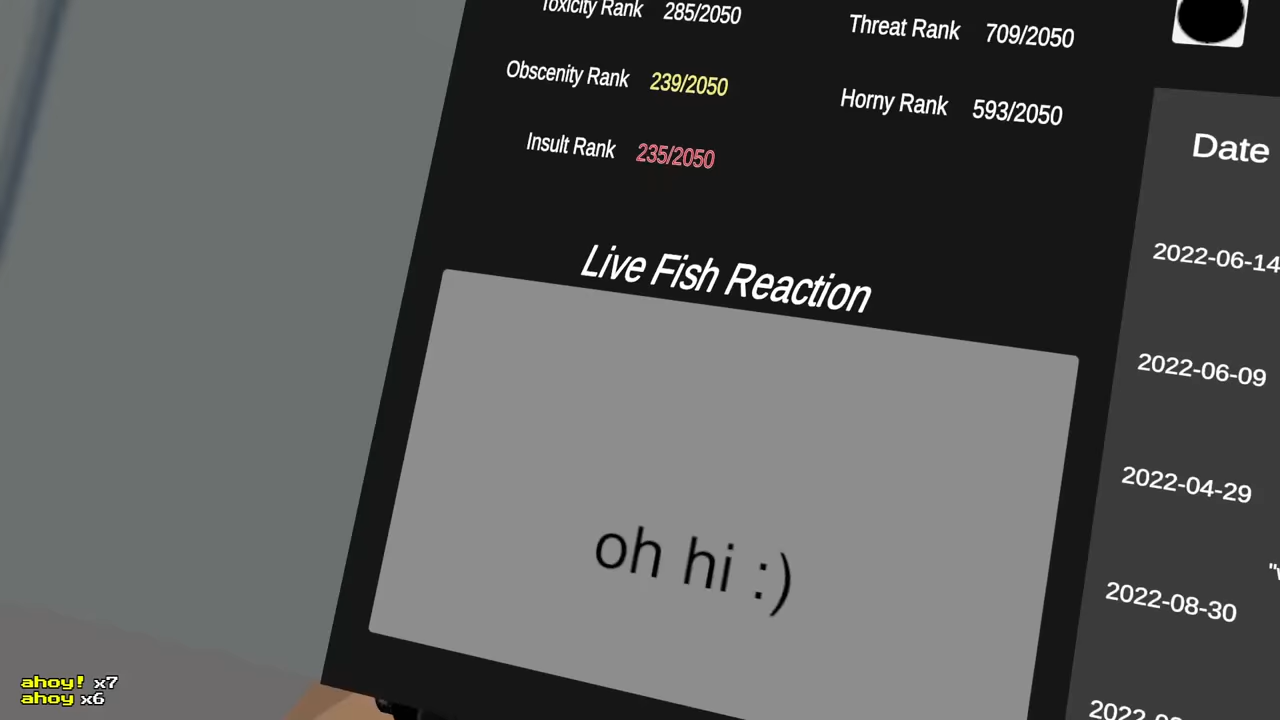 Toxicity Rank 285/2050
Threat Rank 709/2050
Obscenity Rank 239/2050
Horny Rank 593/2050
Insult Rank 235/2050
Live Fish Reaction
oh hi :)
Date
2022-06-14
2022-06-09
2022-04-29
2022-08-30
ahoy! x7
ahoy x6